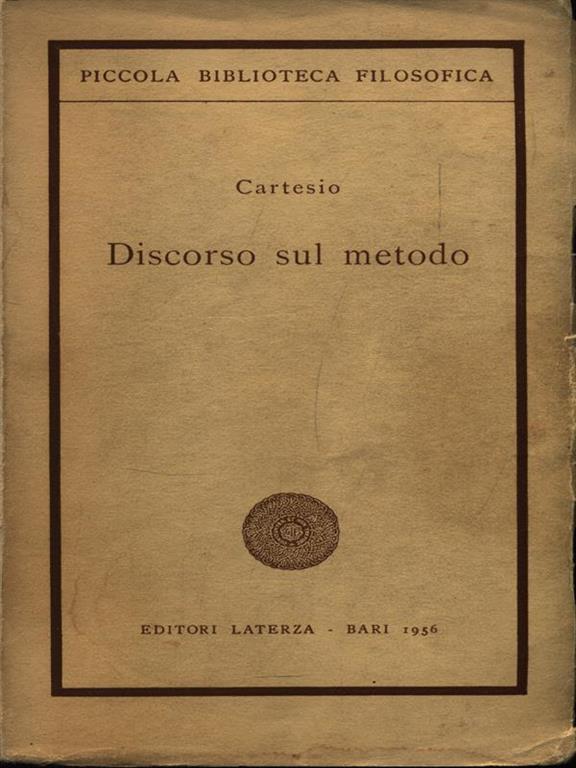 PICCOLA BIBLIOTECA FILOSOFICA
Cartesio
Discorso sul metodo
EDITORI LATERZA - BARI 1956